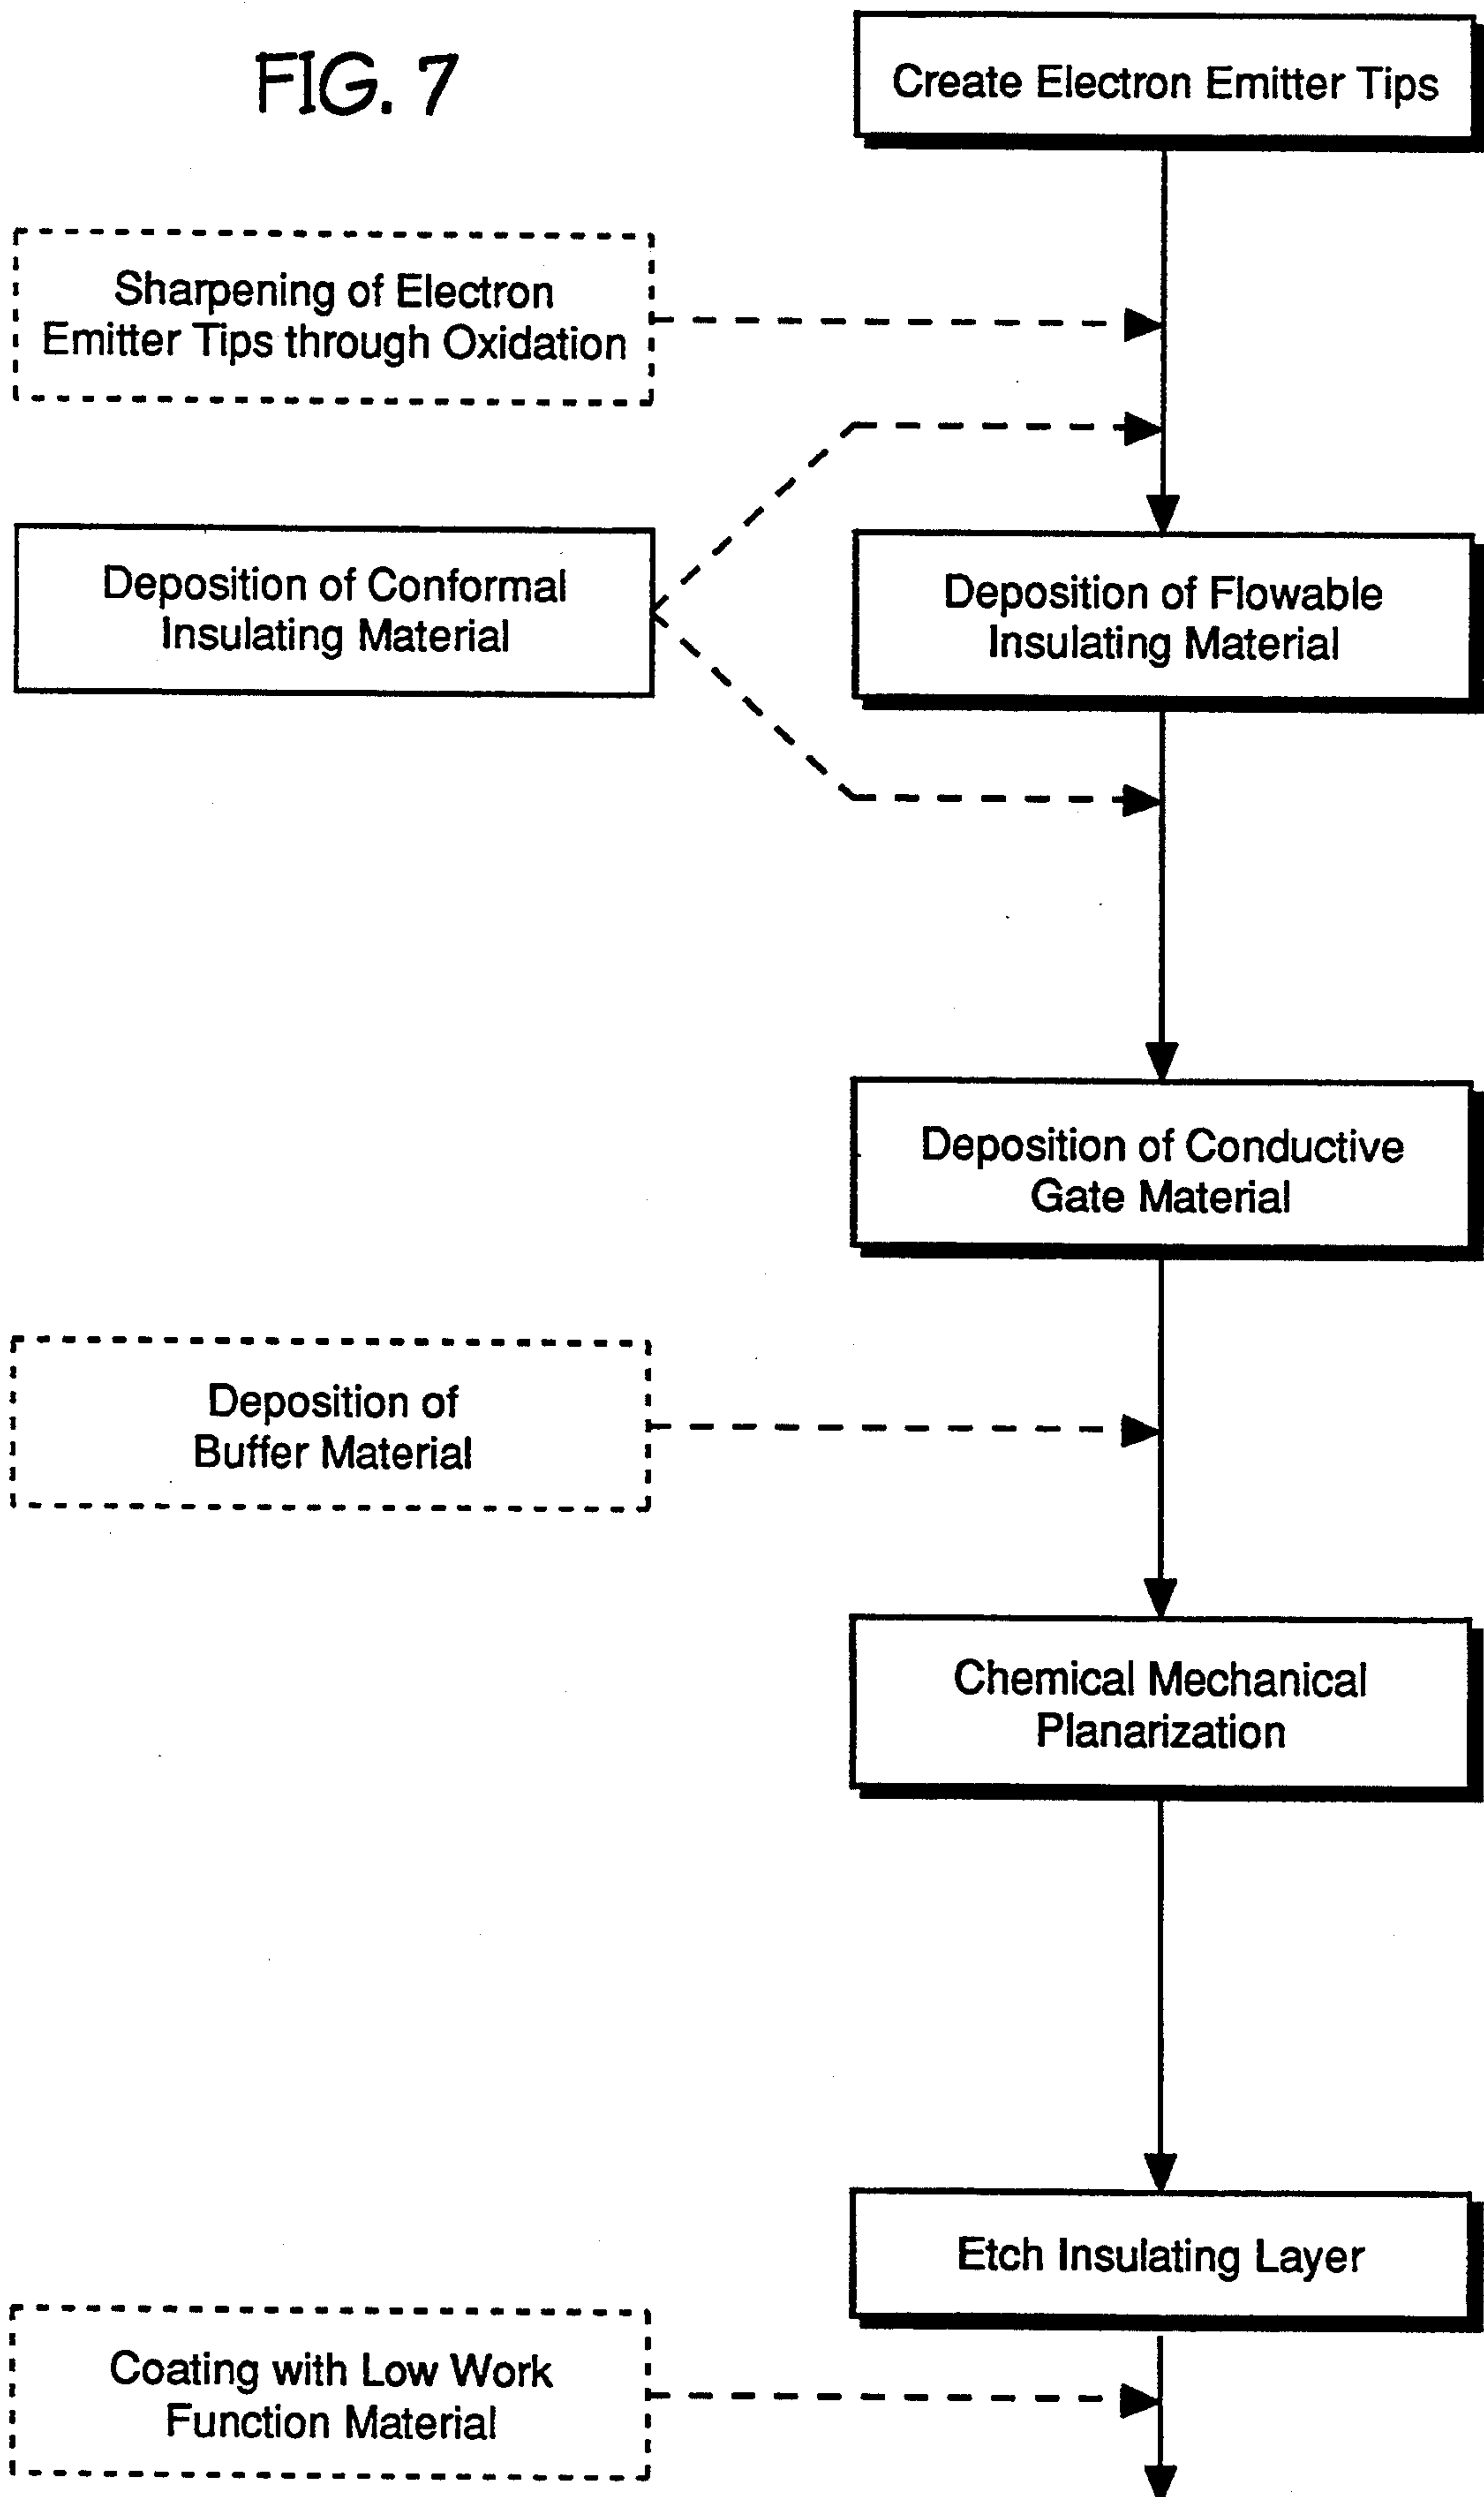 FIG. 7
Create Electron Emitter Tips
Sharpening of Electron
Emitter Tips through Oxidation
Deposition of Conformal
Insulating Material
Deposition of Flowable
Insulating Material
Deposition of Conductive
Gate Material
Deposition of
Buffer Material
Chemical Mechanical
Planarization
Etch Insulating Layer
Coating with Low Work
Function Material